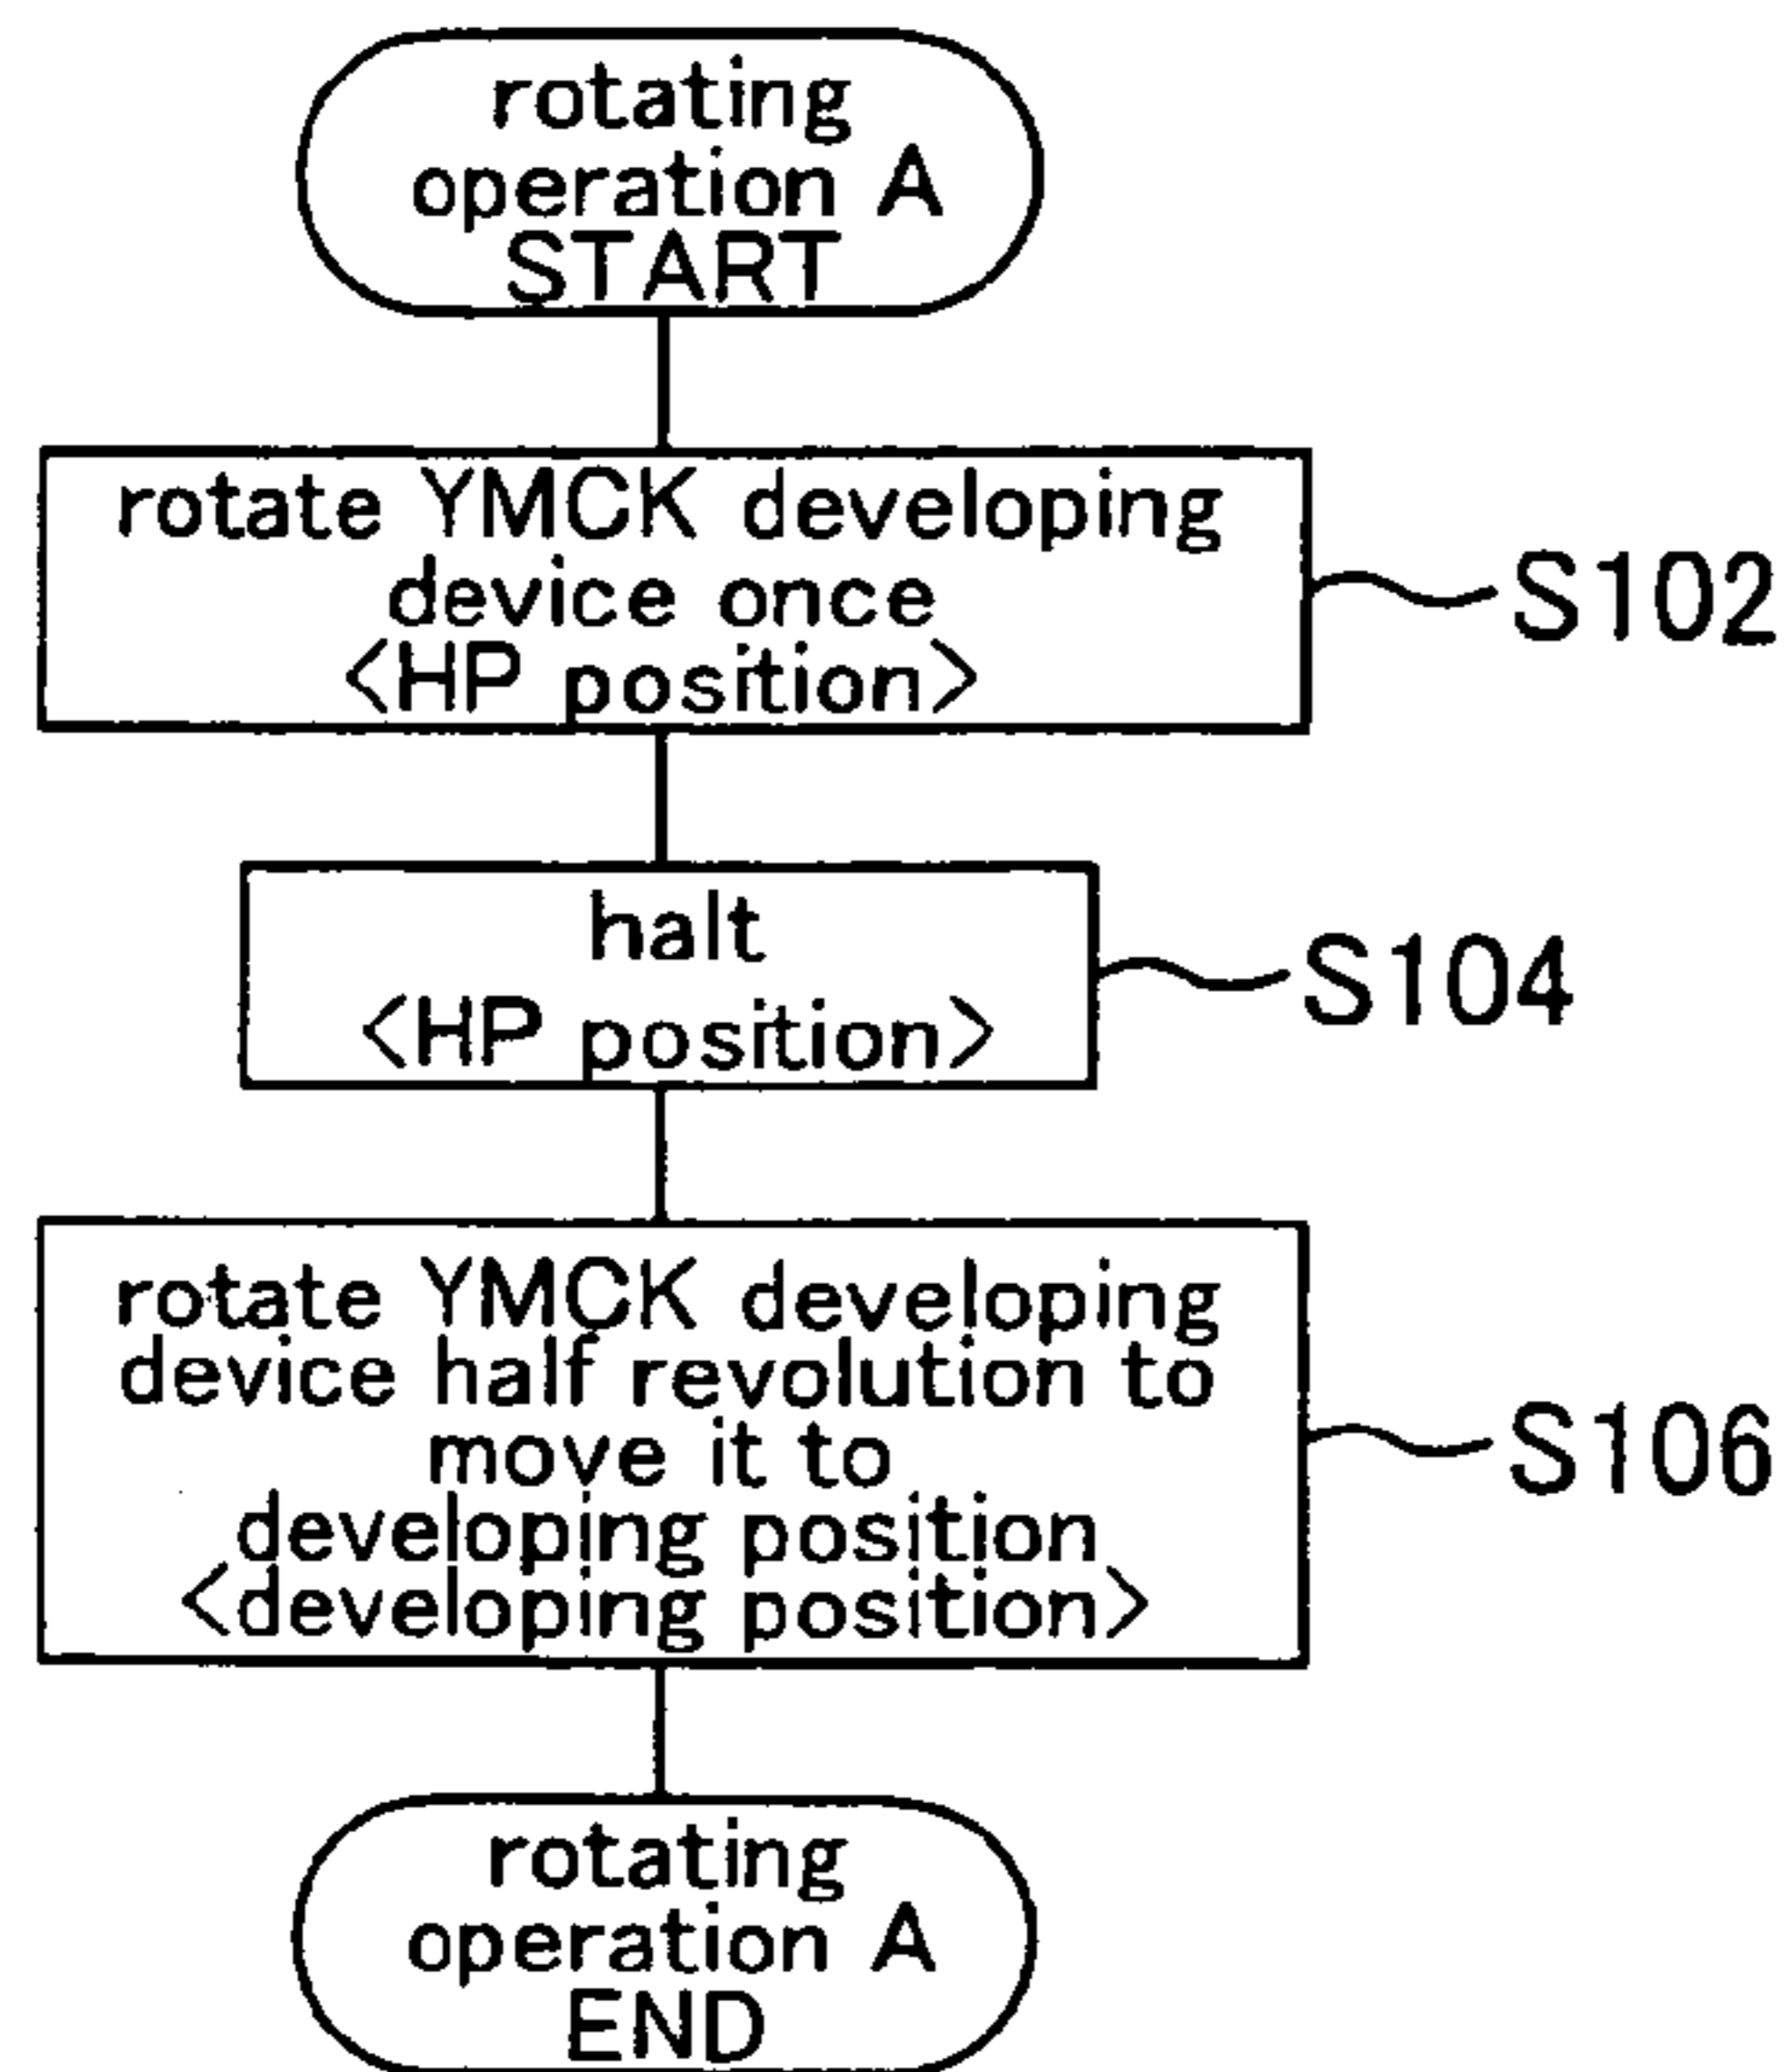 rotating
operation A
START
rotate YMCK developing
device once
<HP position>
S102
halt
<HP position>
S104
rotate YMCK developing
device half revolution to
move it to
developing position
<developing position>
S106
rotating
operation A
END